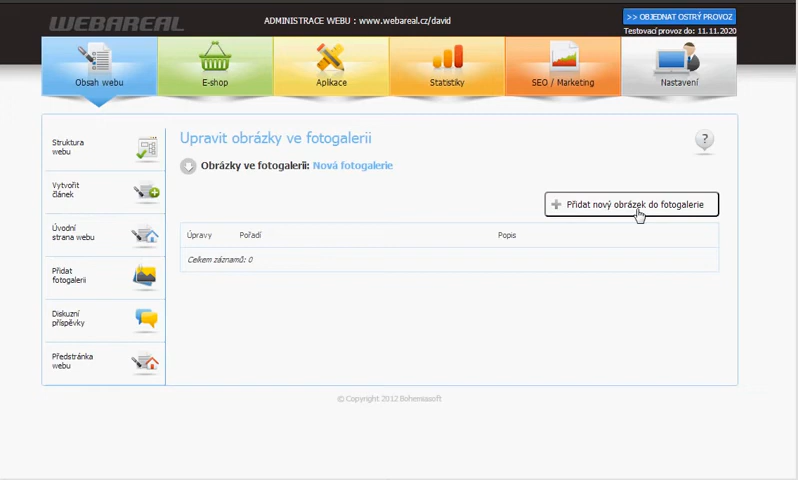 WEBAREAL
ADMINISTRACE WEBU : www.webareal.cz/david
>> OBJEDNAT OSTRÝ PROVOZ
Testovací provoz do: 11.11.2020
Obsah webu
E-shop
Aplikace
Statistiky
SEO / Marketing
Nastavení
Struktura
webu
Vytvořit
článek
Úvodní
strana webu
Přidat
fotogalerii
Diskuzní
příspěvky
Předstránka
webu
Upravit obrázky ve fotogalerii
?
Obrázky ve fotogalerii: Nová fotogalerie
Přidat nový obrázek do fotogalerie
Úpravy Pořadí Popis
Celkem záznamů: 0
© Copyright 2012 Bohemiasoft